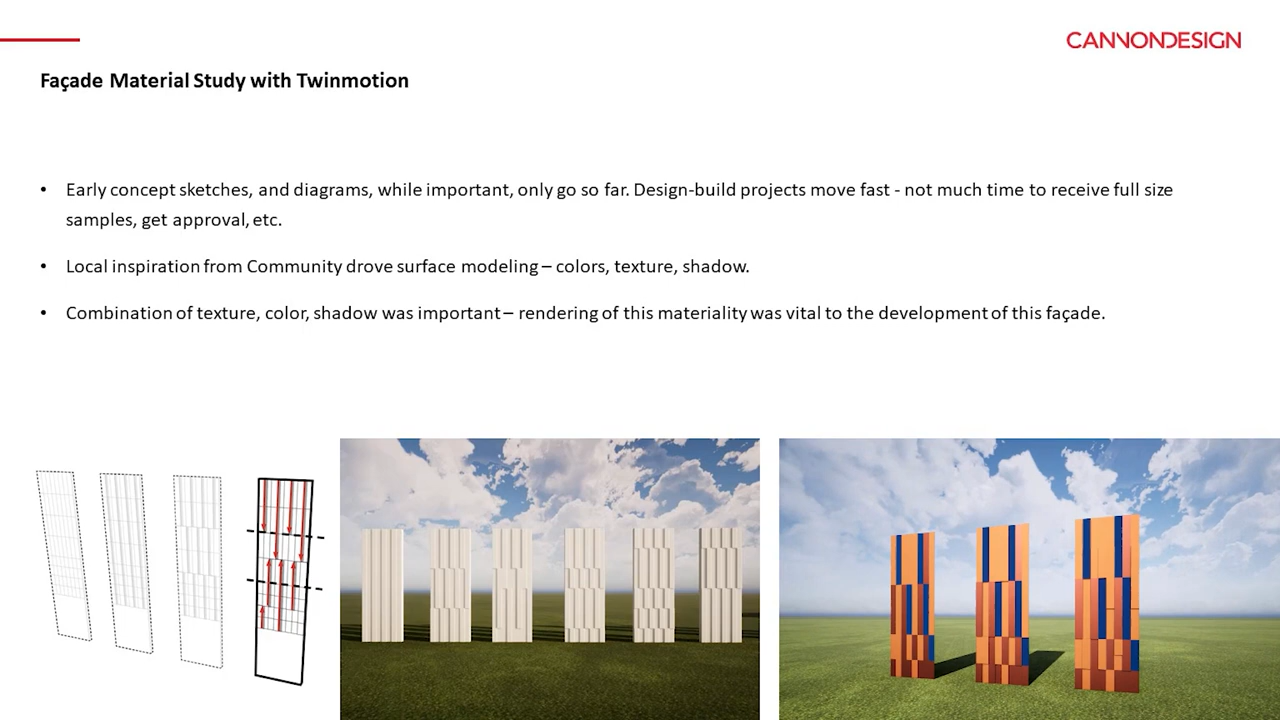 CANNONDESIGN
Façade Material Study with Twinmotion
• Early concept sketches, and diagrams, while important, only go so far. Design-build projects move fast - not much time to receive full size
samples, get approval, etc.
• Local inspiration from Community drove surface modeling – colors, texture, shadow.
• Combination of texture, color, shadow was important – rendering of this materiality was vital to the development of this façade.